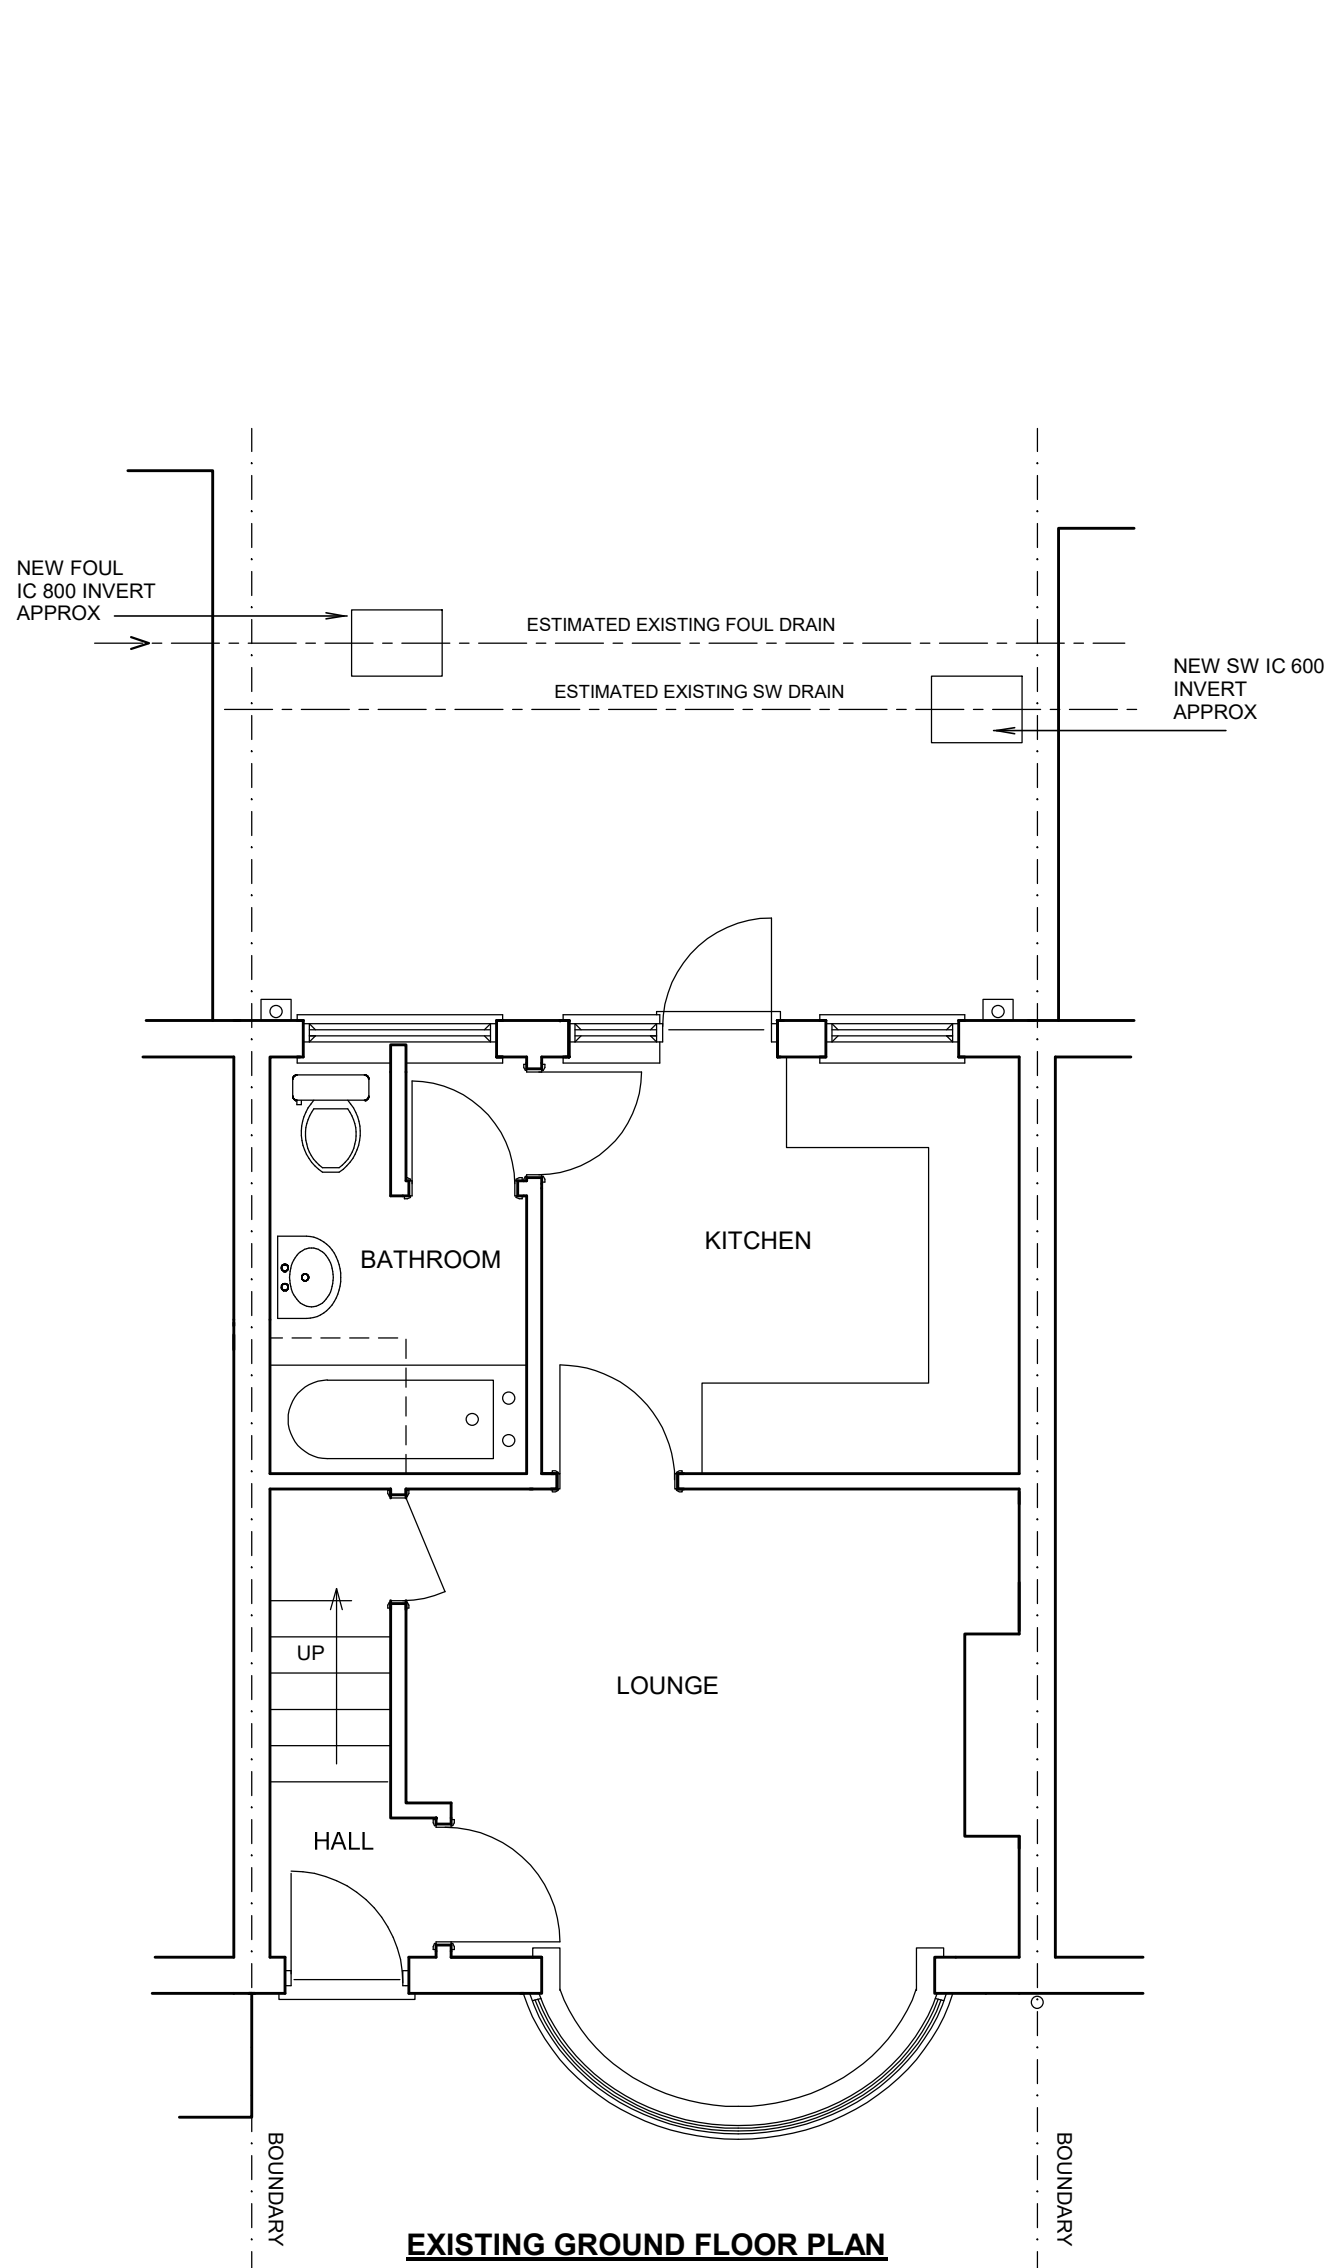 NEW FOUL
IC 800 INVERT
APPROX
ESTIMATED EXISTING FOUL DRAIN
NEW SW IC 600
INVERT
APPROX
ESTIMATED EXISTING SW DRAIN
KITCHEN
BATHROOM
UP
LOUNGE
HALL
BOUNDARY
BOUNDARY
EXISTING GROUND FLOOR PLAN